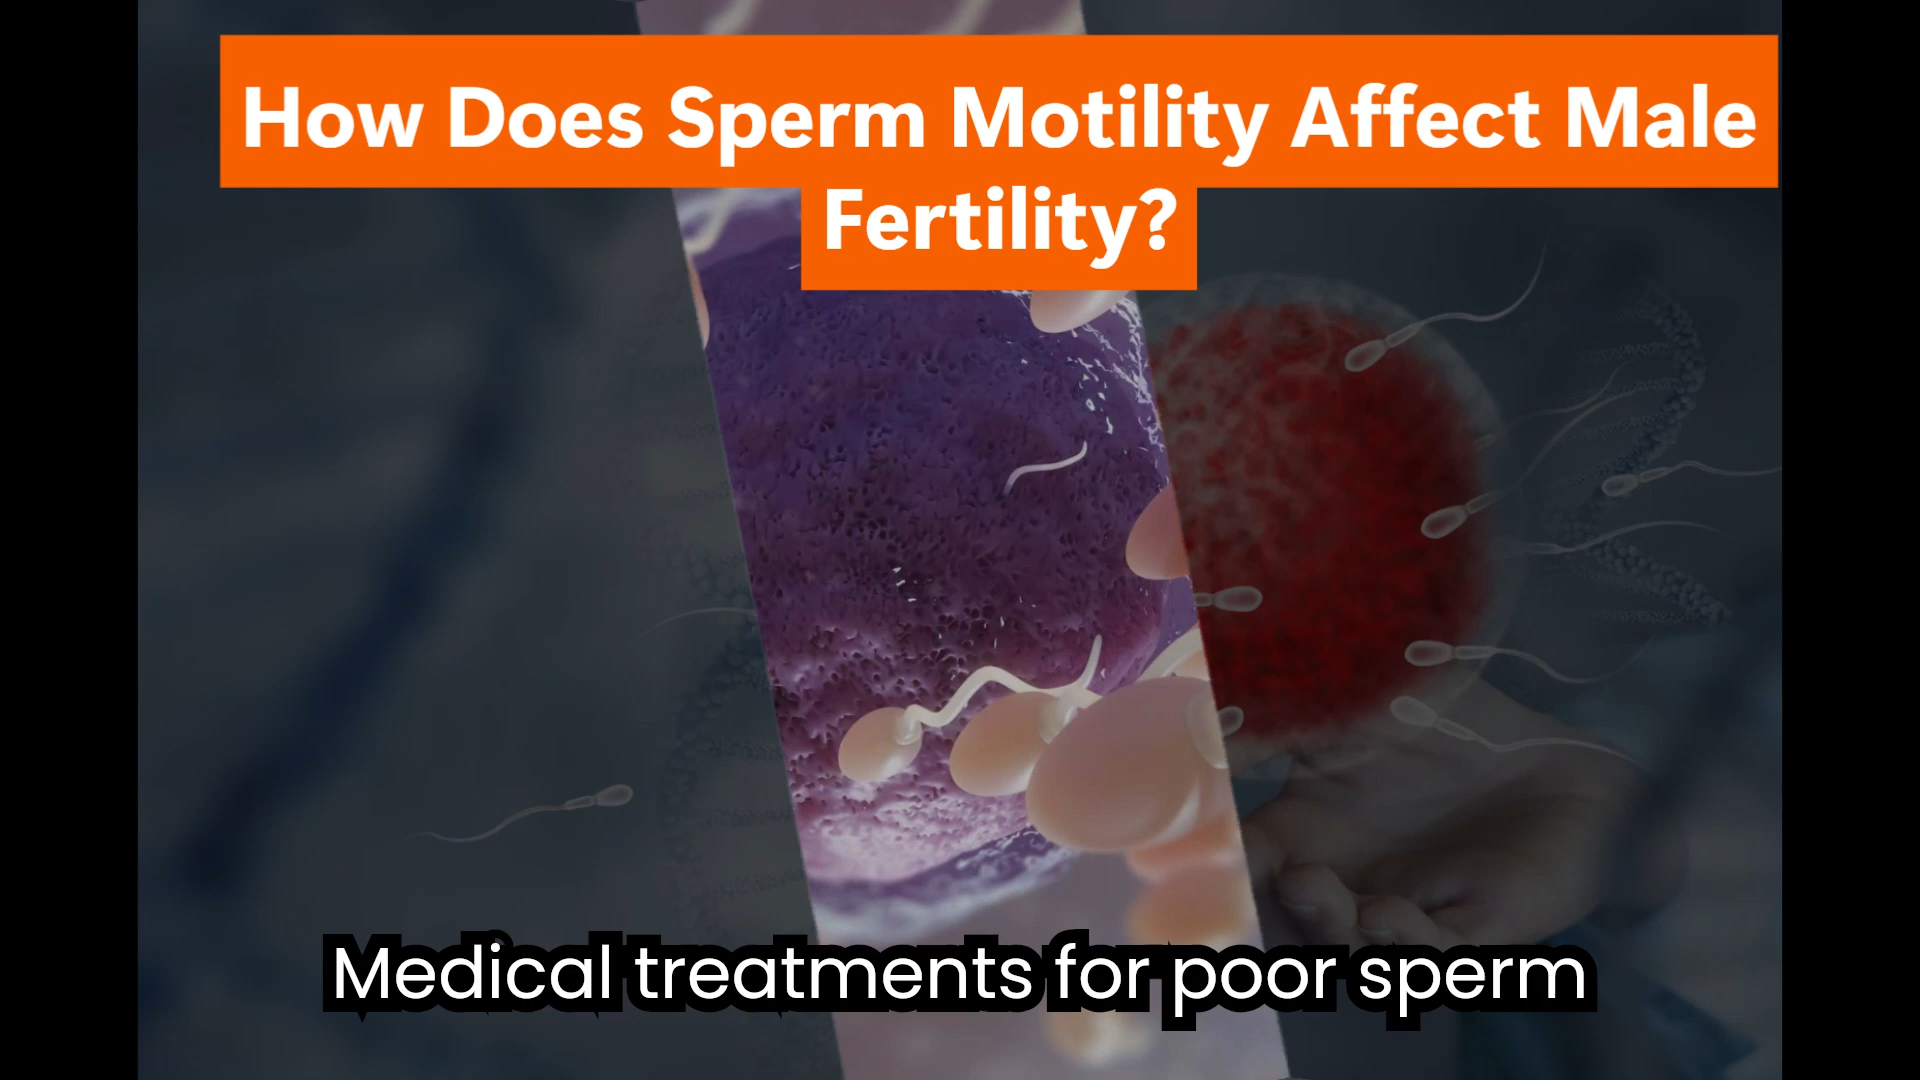 How Does Sperm Motility Affect Male
Fertility?
Medical treatments for poor sperm